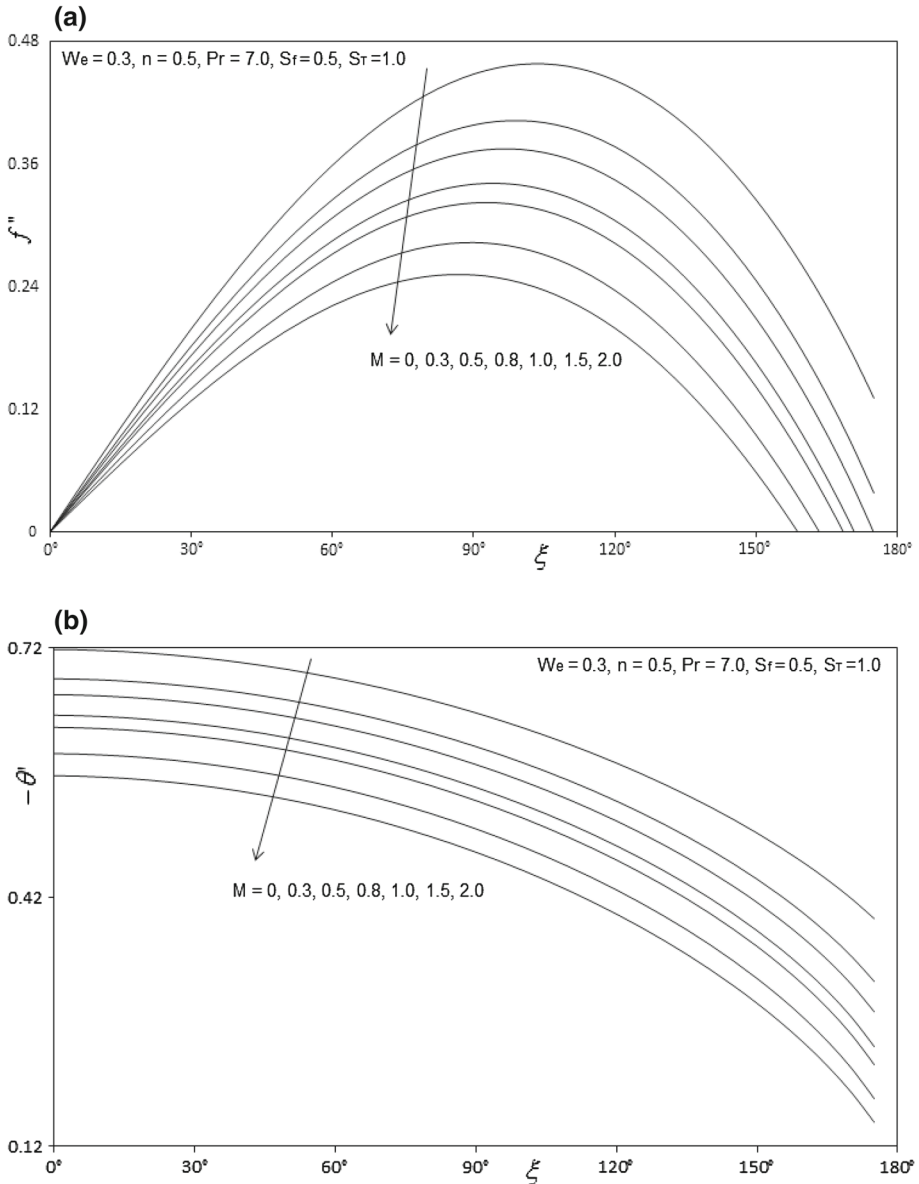 (a)
0.48
We = 0.3, n = 0.5, Pr = 7.0, Sf = 0.5, ST =1.0
0.36
f"
0.24
M = 0, 0.3, 0.5, 0.8, 1.0, 1.5, 2.0
0.12
0
0° 30° 60° 90° 120° 150° 180°
ξ
(b)
0.72
We = 0.3, n = 0.5, Pr = 7.0, Sf = 0.5, ST =1.0
−θ'
0.42
M = 0, 0.3, 0.5, 0.8, 1.0, 1.5, 2.0
0.12
0° 30° 60° 90° 120° 150° 180°
ξ